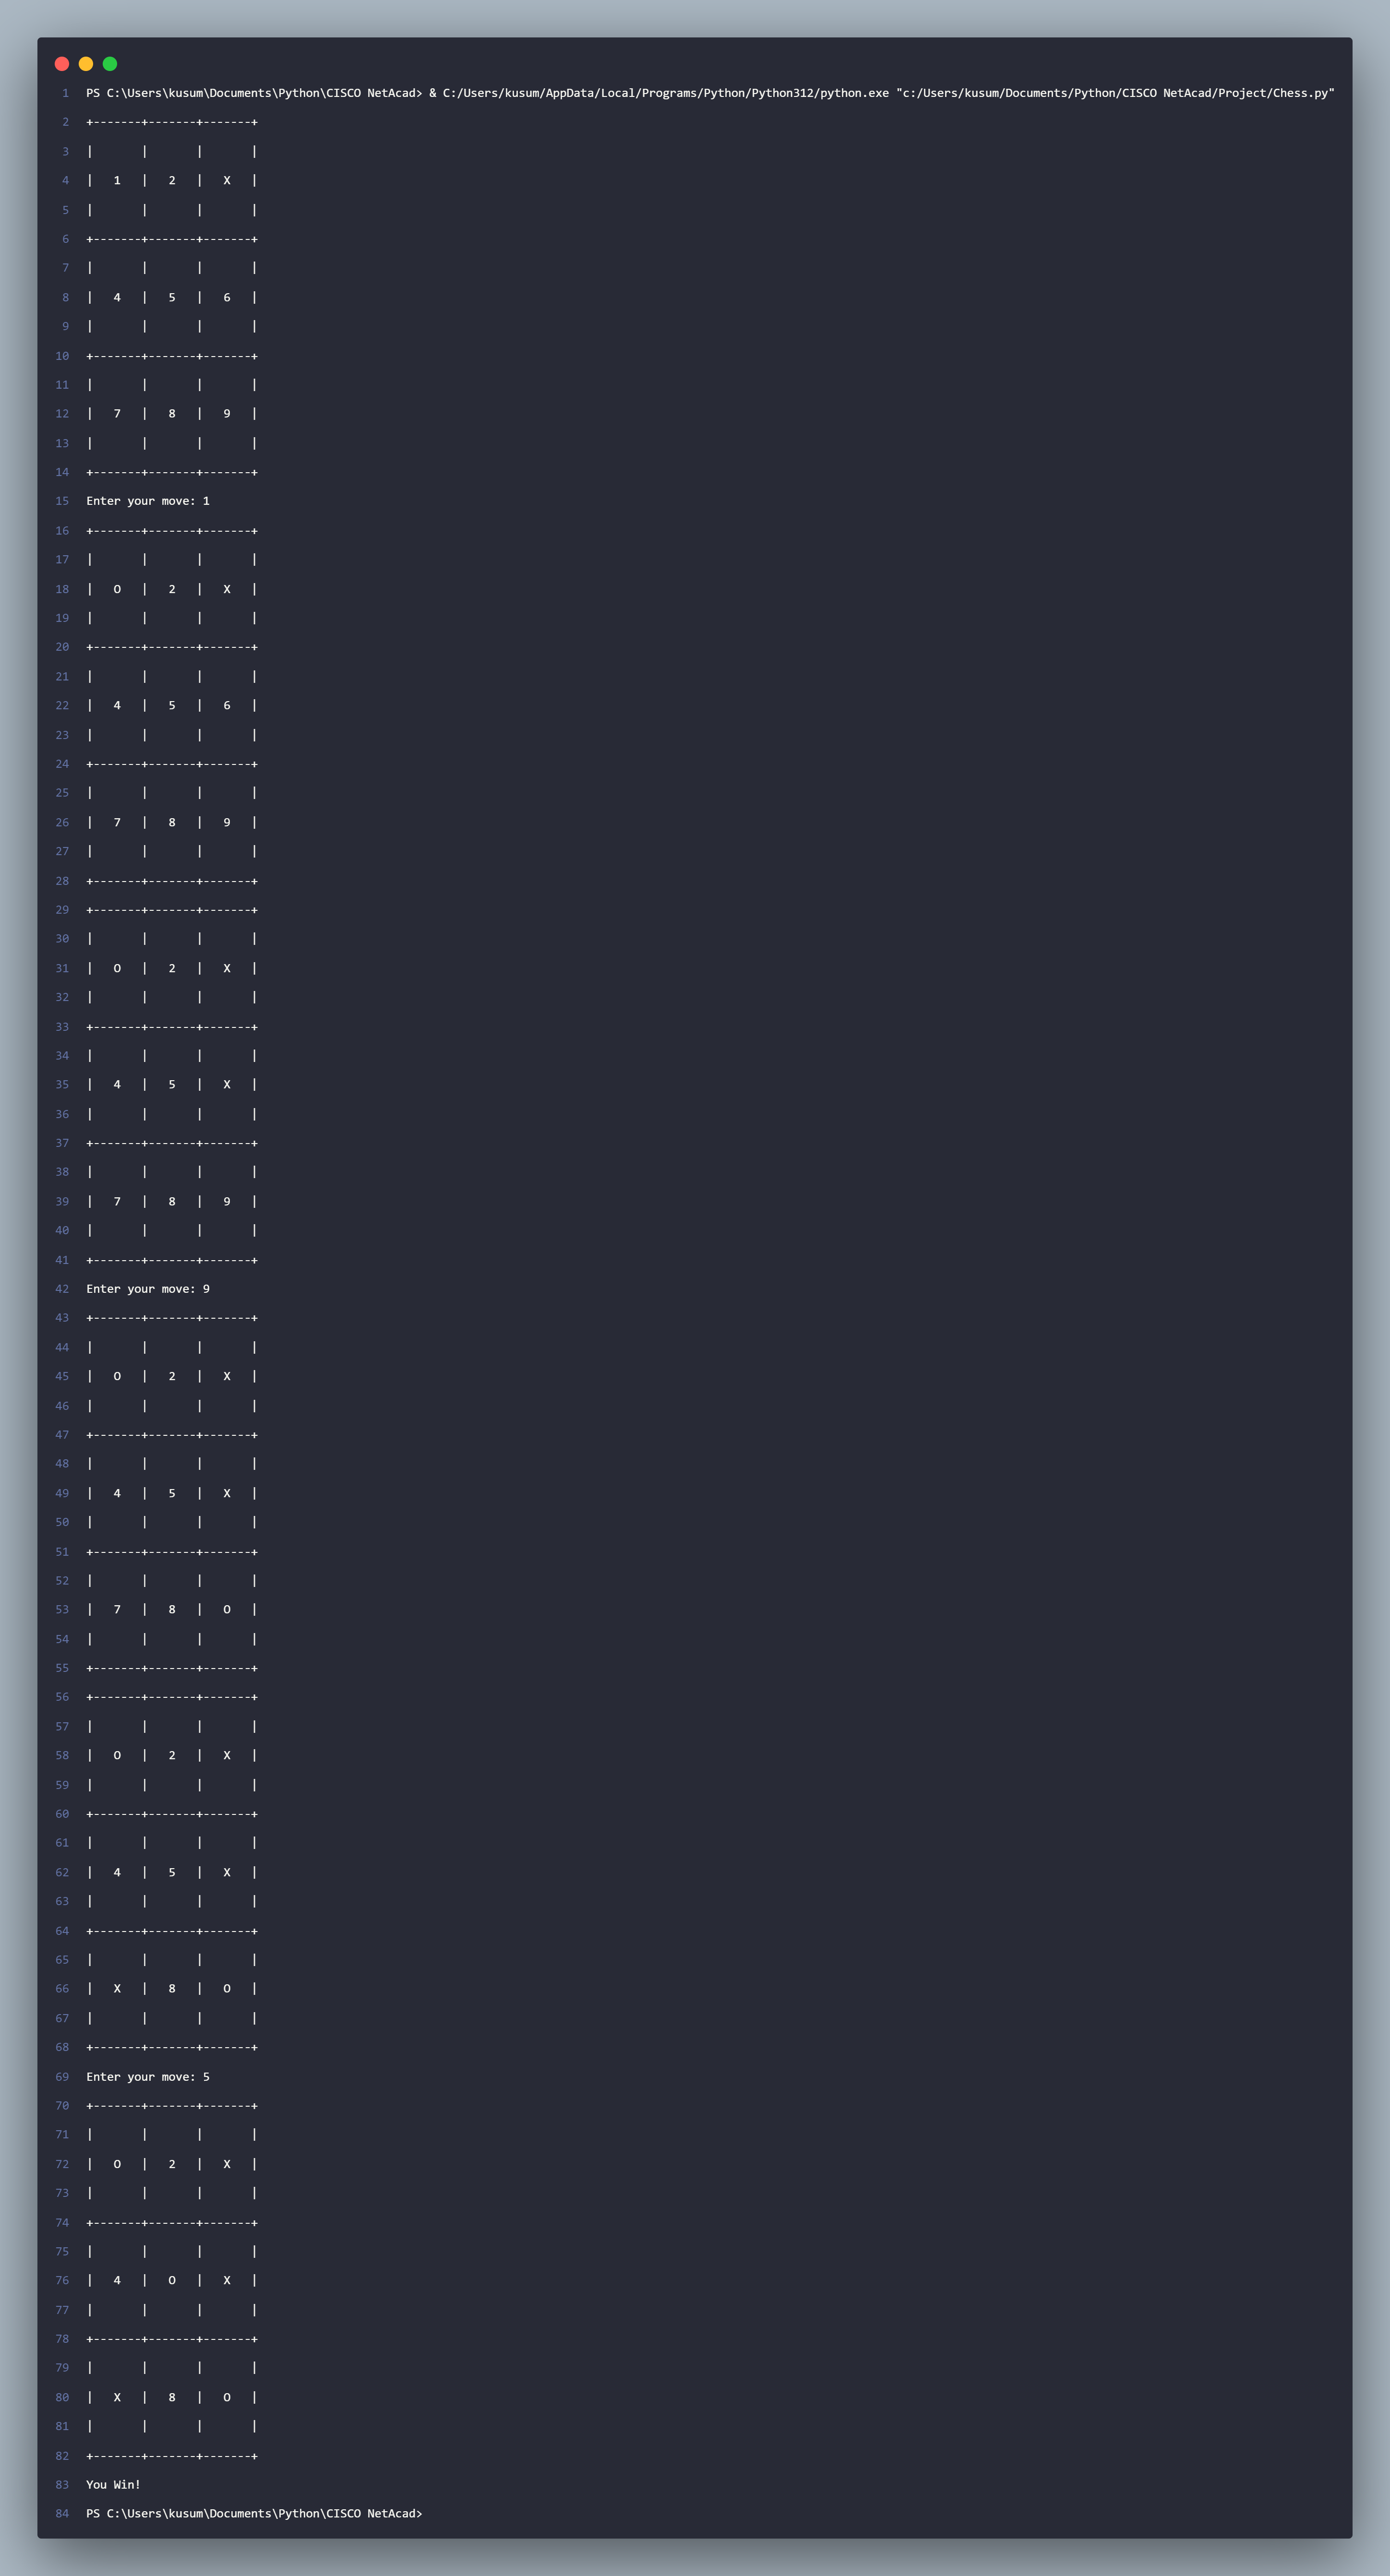 1 PS C:\Users\kusum\Documents\Python\CISCO NetAcad> & C:/Users/kusum/AppData/Local/Programs/Python/Python312/python.exe "c:/Users/kusum/Documents/Python/CISCO NetAcad/Project/Chess.py"
2 +-------+-------+-------+
3 |       |       |       |
4 |   1   |   2   |   X   |
5 |       |       |       |
6 +-------+-------+-------+
7 |       |       |       |
8 |   4   |   5   |   6   |
9 |       |       |       |
10 +-------+-------+-------+
11 |       |       |       |
12 |   7   |   8   |   9   |
13 |       |       |       |
14 +-------+-------+-------+
15 Enter your move: 1
16 +-------+-------+-------+
17 |       |       |       |
18 |   O   |   2   |   X   |
19 |       |       |       |
20 +-------+-------+-------+
21 |       |       |       |
22 |   4   |   5   |   6   |
23 |       |       |       |
24 +-------+-------+-------+
25 |       |       |       |
26 |   7   |   8   |   9   |
27 |       |       |       |
28 +-------+-------+-------+
29 +-------+-------+-------+
30 |       |       |       |
31 |   O   |   2   |   X   |
32 |       |       |       |
33 +-------+-------+-------+
34 |       |       |       |
35 |   4   |   5   |   X   |
36 |       |       |       |
37 +-------+-------+-------+
38 |       |       |       |
39 |   7   |   8   |   9   |
40 |       |       |       |
41 +-------+-------+-------+
42 Enter your move: 9
43 +-------+-------+-------+
44 |       |       |       |
45 |   O   |   2   |   X   |
46 |       |       |       |
47 +-------+-------+-------+
48 |       |       |       |
49 |   4   |   5   |   X   |
50 |       |       |       |
51 +-------+-------+-------+
52 |       |       |       |
53 |   7   |   8   |   O   |
54 |       |       |       |
55 +-------+-------+-------+
56 +-------+-------+-------+
57 |       |       |       |
58 |   O   |   2   |   X   |
59 |       |       |       |
60 +-------+-------+-------+
61 |       |       |       |
62 |   4   |   5   |   X   |
63 |       |       |       |
64 +-------+-------+-------+
65 |       |       |       |
66 |   X   |   8   |   O   |
67 |       |       |       |
68 +-------+-------+-------+
69 Enter your move: 5
70 +-------+-------+-------+
71 |       |       |       |
72 |   O   |   2   |   X   |
73 |       |       |       |
74 +-------+-------+-------+
75 |       |       |       |
76 |   4   |   O   |   X   |
77 |       |       |       |
78 +-------+-------+-------+
79 |       |       |       |
80 |   X   |   8   |   O   |
81 |       |       |       |
82 +-------+-------+-------+
83 You Win!
84 PS C:\Users\kusum\Documents\Python\CISCO NetAcad>